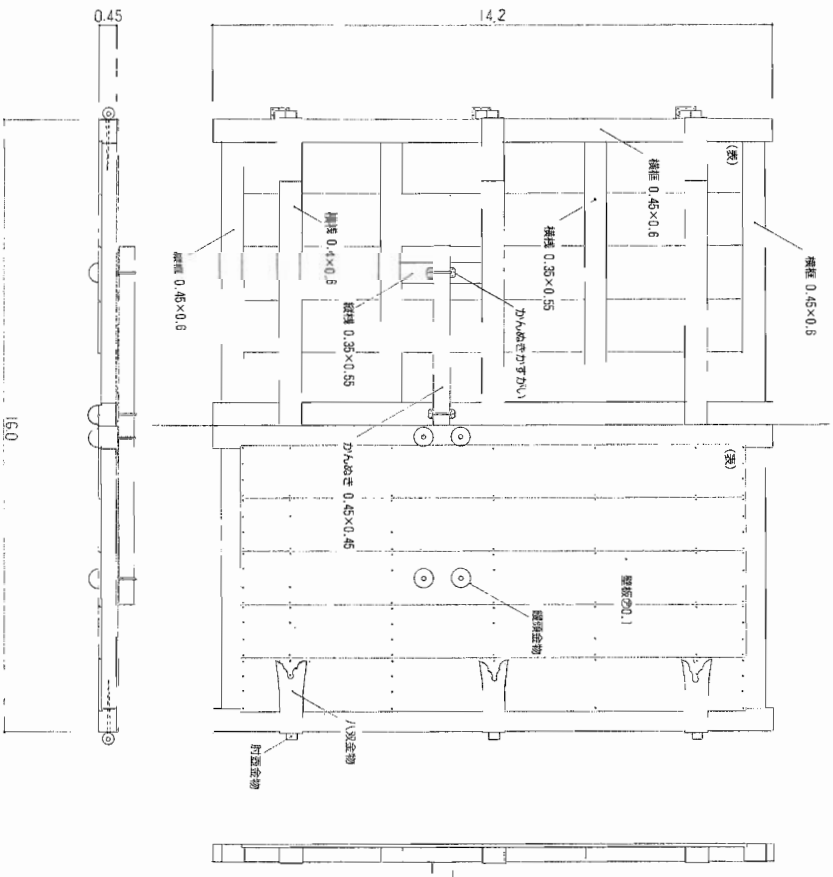 0.45
14.2
16.0
(表)
横框 0.45×0.6
横框 0.45×0.6
横桟 0.35×0.55
横桟 0.4×0.6
かんぬきかすがい
縦桟 0.35×0.55
縦框 0.45×0.6
かんぬき 0.45×0.45
(表)
竪板⑦0.1
饅頭金物
八双金物
肘壺金物